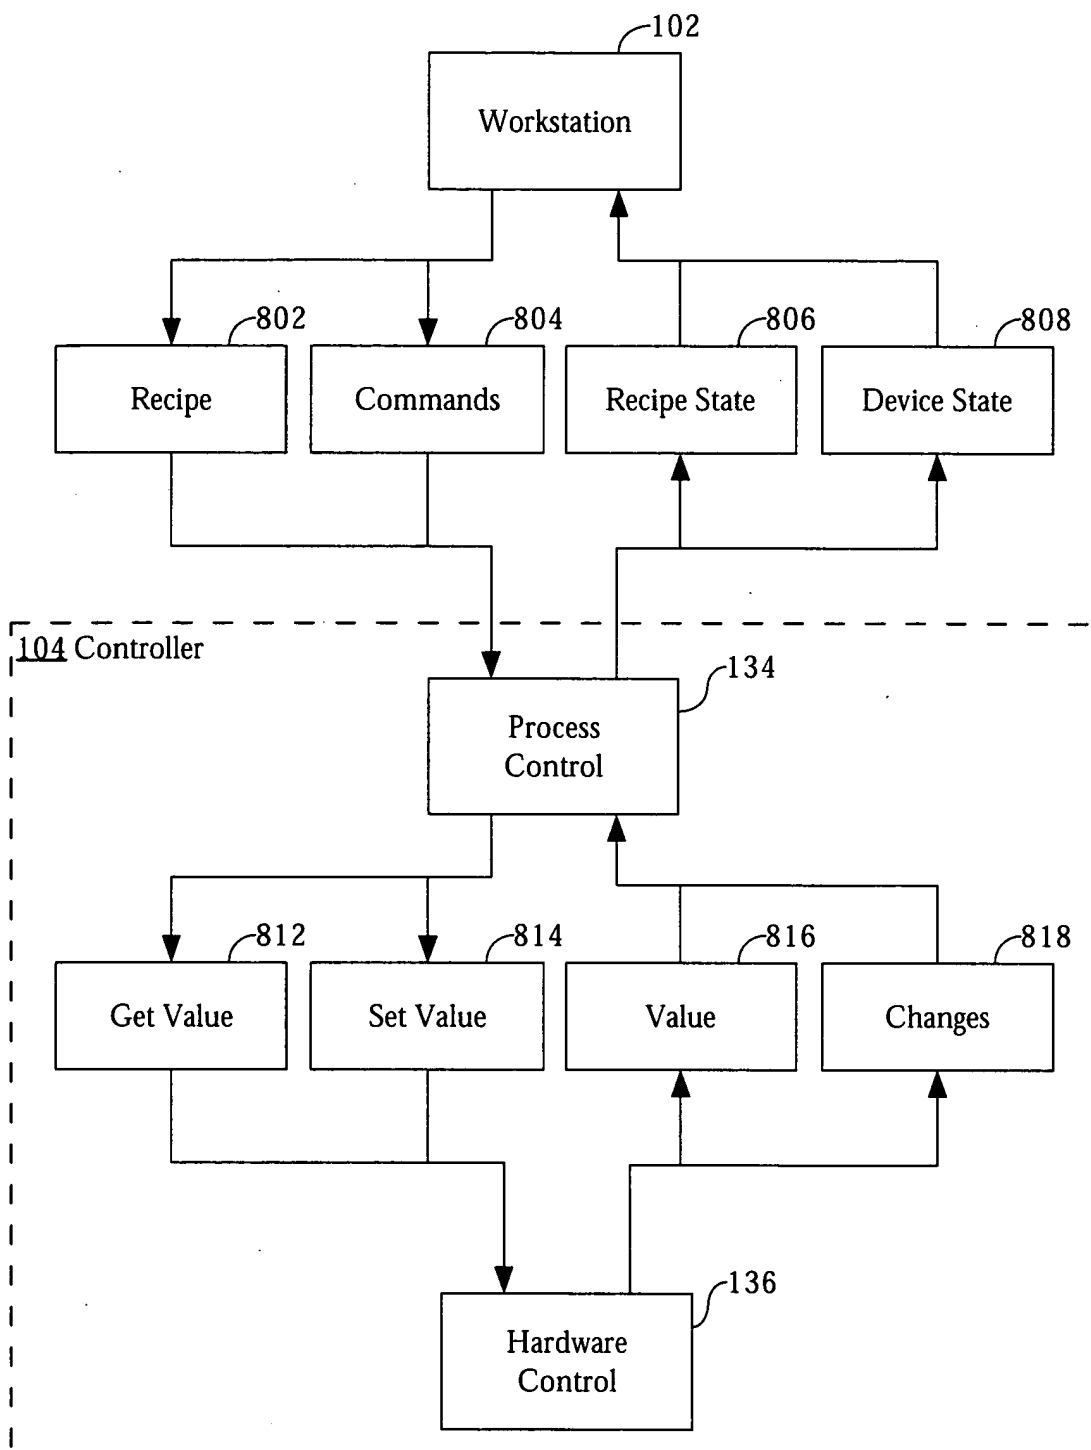 102
Workstation
802
804
806
808
Recipe
Commands
Recipe State
Device State
104 Controller
134
Process
Control
812
814
816
818
Get Value
Set Value
Value
Changes
136
Hardware
Control